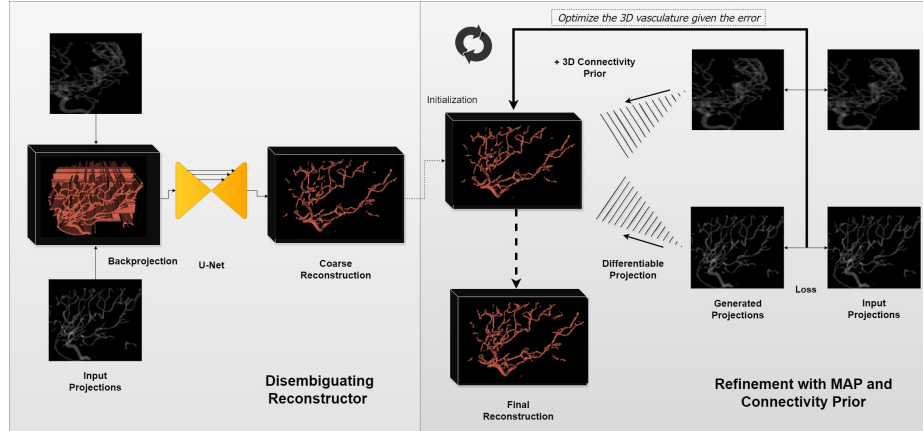 Optimize the 3D vasculature given the error
+ 3D Connectivity
Prior
Initialization
Backprojection
U-Net
Coarse
Reconstruction
Differentiable
Projection
Generated
Projections
Loss
Input
Projections
Input
Projections
Disembiguating
Reconstructor
Final
Reconstruction
Refinement with MAP and
Connectivity Prior